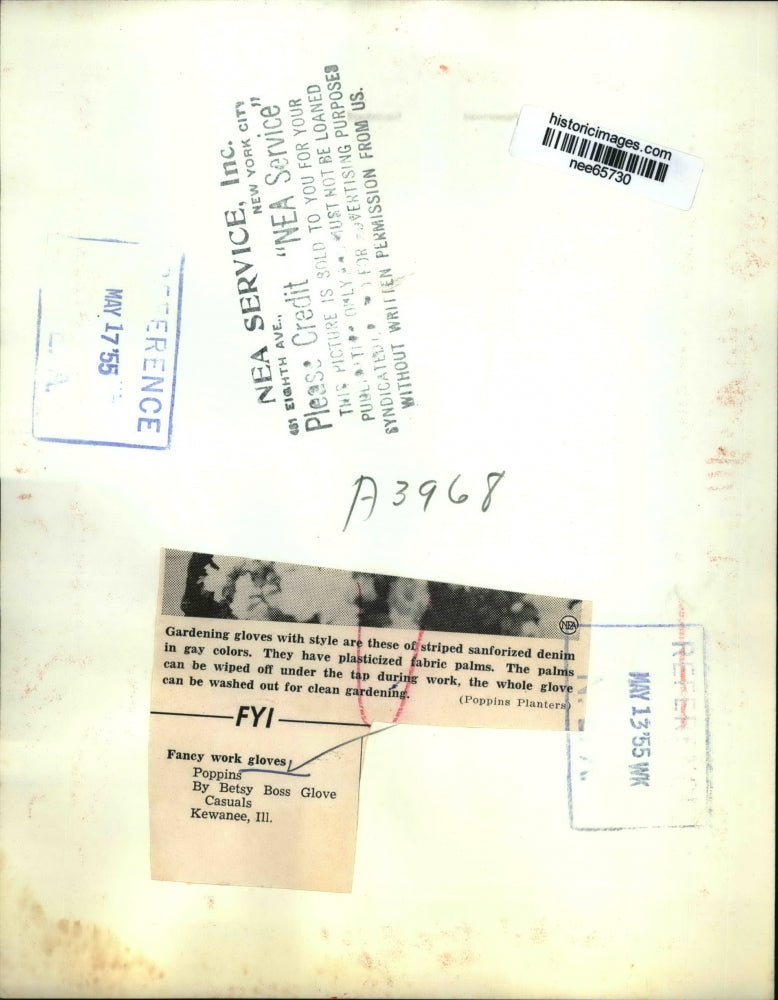 historicimages.com
nee65730
NEA SERVICE, Inc.
461 EIGHTH AVE., NEW YORK CITY
Please Credit "NEA Service"
THIS PICTURE IS SOLD TO YOU FOR YOUR
ONLY MUST NOT BE LOANED
SYNDICATED FOR ADVERTISING PURPOSES
WITHOUT WRITTEN PERMISSION FROM US.
REFERENCE
MAY 17'55
A3968
NEA
Gardening gloves with style are these of striped sanforized denim
in gay colors. They have plasticized fabric palms. The palms
can be wiped off under the tap during work, the whole glove
can be washed out for clean gardening.
(Poppins Planters)
FYI
Fancy work gloves
Poppins
By Betsy Boss Glove
Casuals
Kewanee, Ill.
MAY 13'55 WK